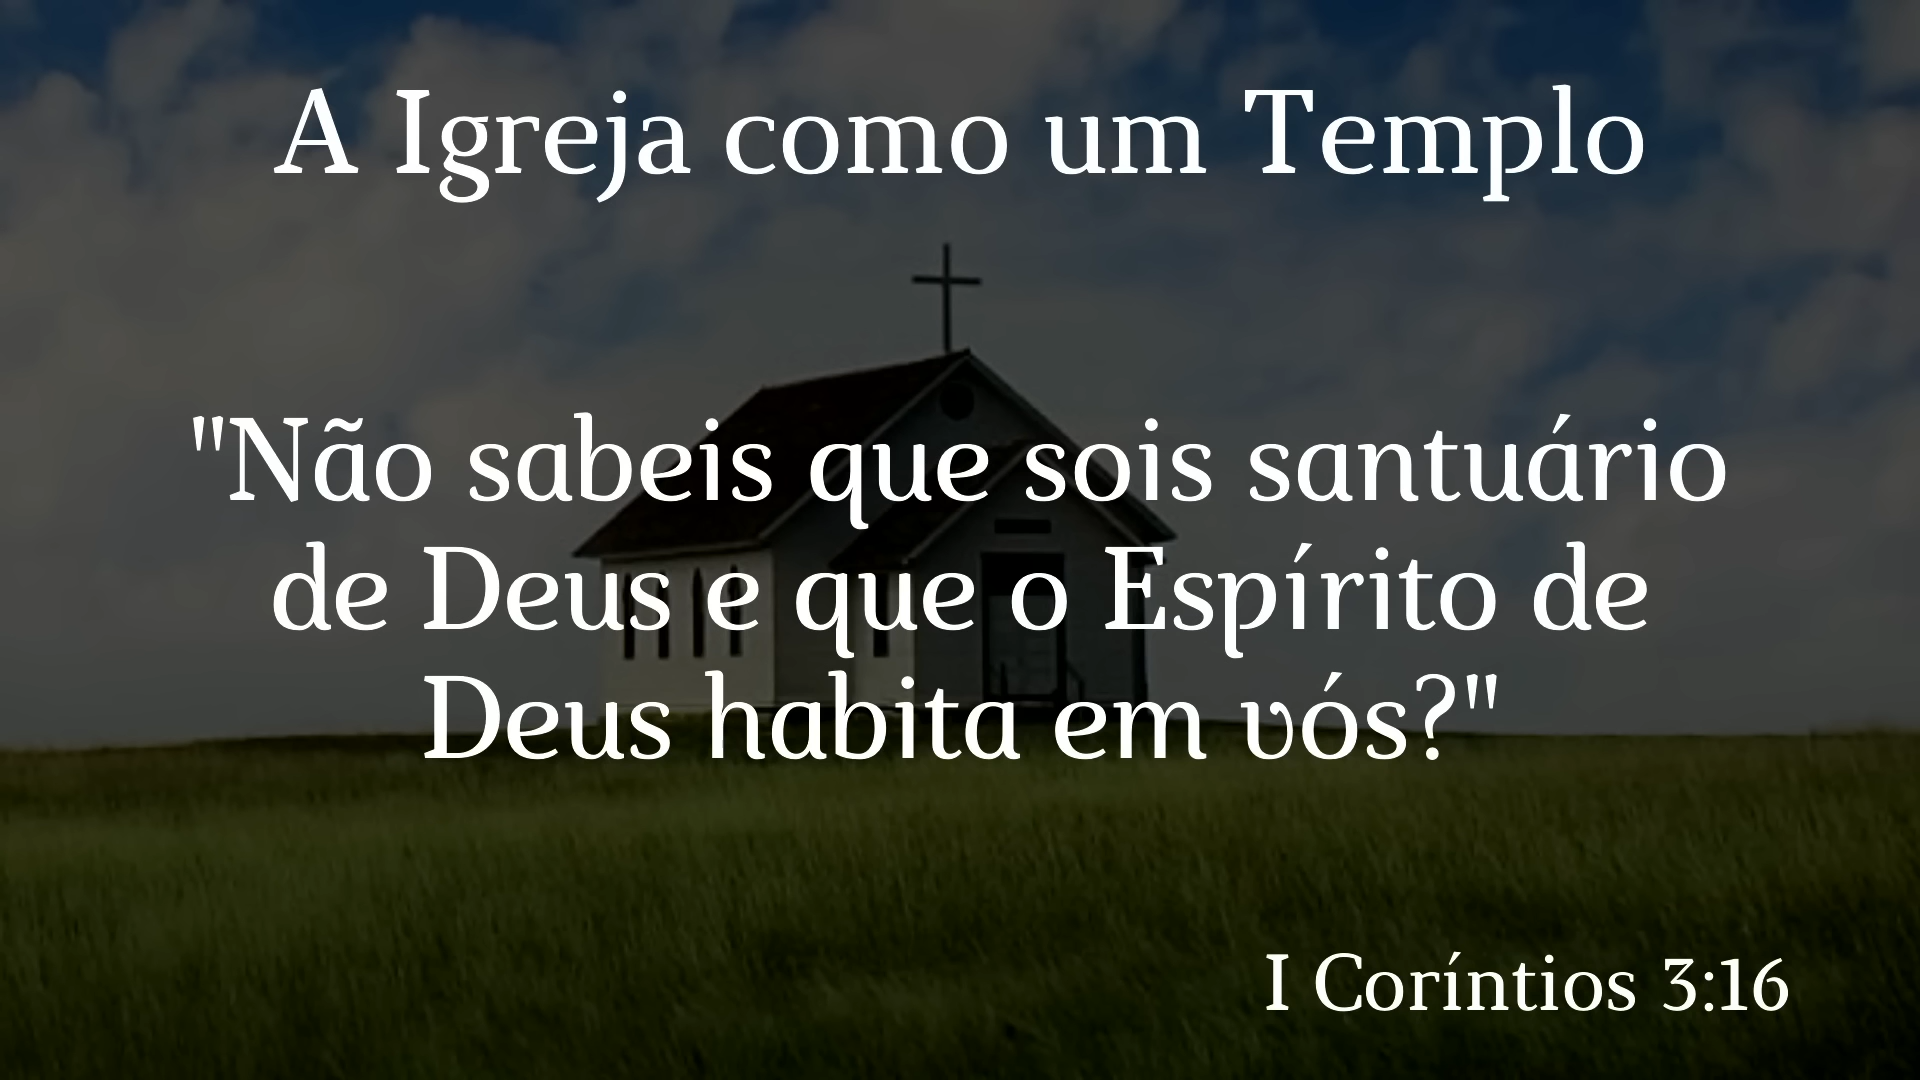 A Igreja como um Templo
"Não sabeis que sois santuário
de Deus e que o Espírito de
Deus habita em vós?"
I Coríntios 3:16